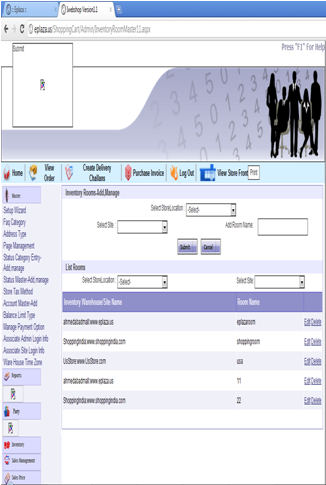 Eplaza
Iwebshop Version1.1
eplaza.us/ShoppingCart/Admin/InventoryRoomMaster11.aspx
Submit
Press "F1" For Help
Home
View Order
Create Delivery Challans
Purchase Invoice
Log Out
View Store Front
Print
Master
Setup Wizard
Faq Category
Address Type
Page Management
Status Category Entry-
Add,manage
Status Master-Add,manage
Store Tax Method
Account Master-Add
Balance Limit Type
Manage Payment Option
Associate Admin Login Info
Associate Site Login Info
Ware House Time Zone
Reports
Party
Inventory
Sales Management
Sales Price
Inventory Rooms-Add,Manage
Select StoreLocation -Select-
Select Site
Add Room Name
Submit Cancel
List Rooms
Select StoreLocation -Select-
Select Site
Inventory Warehouse/Site Name Room Name
ahmedabadmall:www.eplaza.us eplazaroom Edit Delete
ShoppingIndia:www.shoppingindia.com shoppingroom Edit Delete
UsStore:www.UsStore.com usa Edit Delete
ahmedabadmall:www.eplaza.us 11 Edit Delete
ShoppingIndia:www.shoppingindia.com 22 Edit Delete